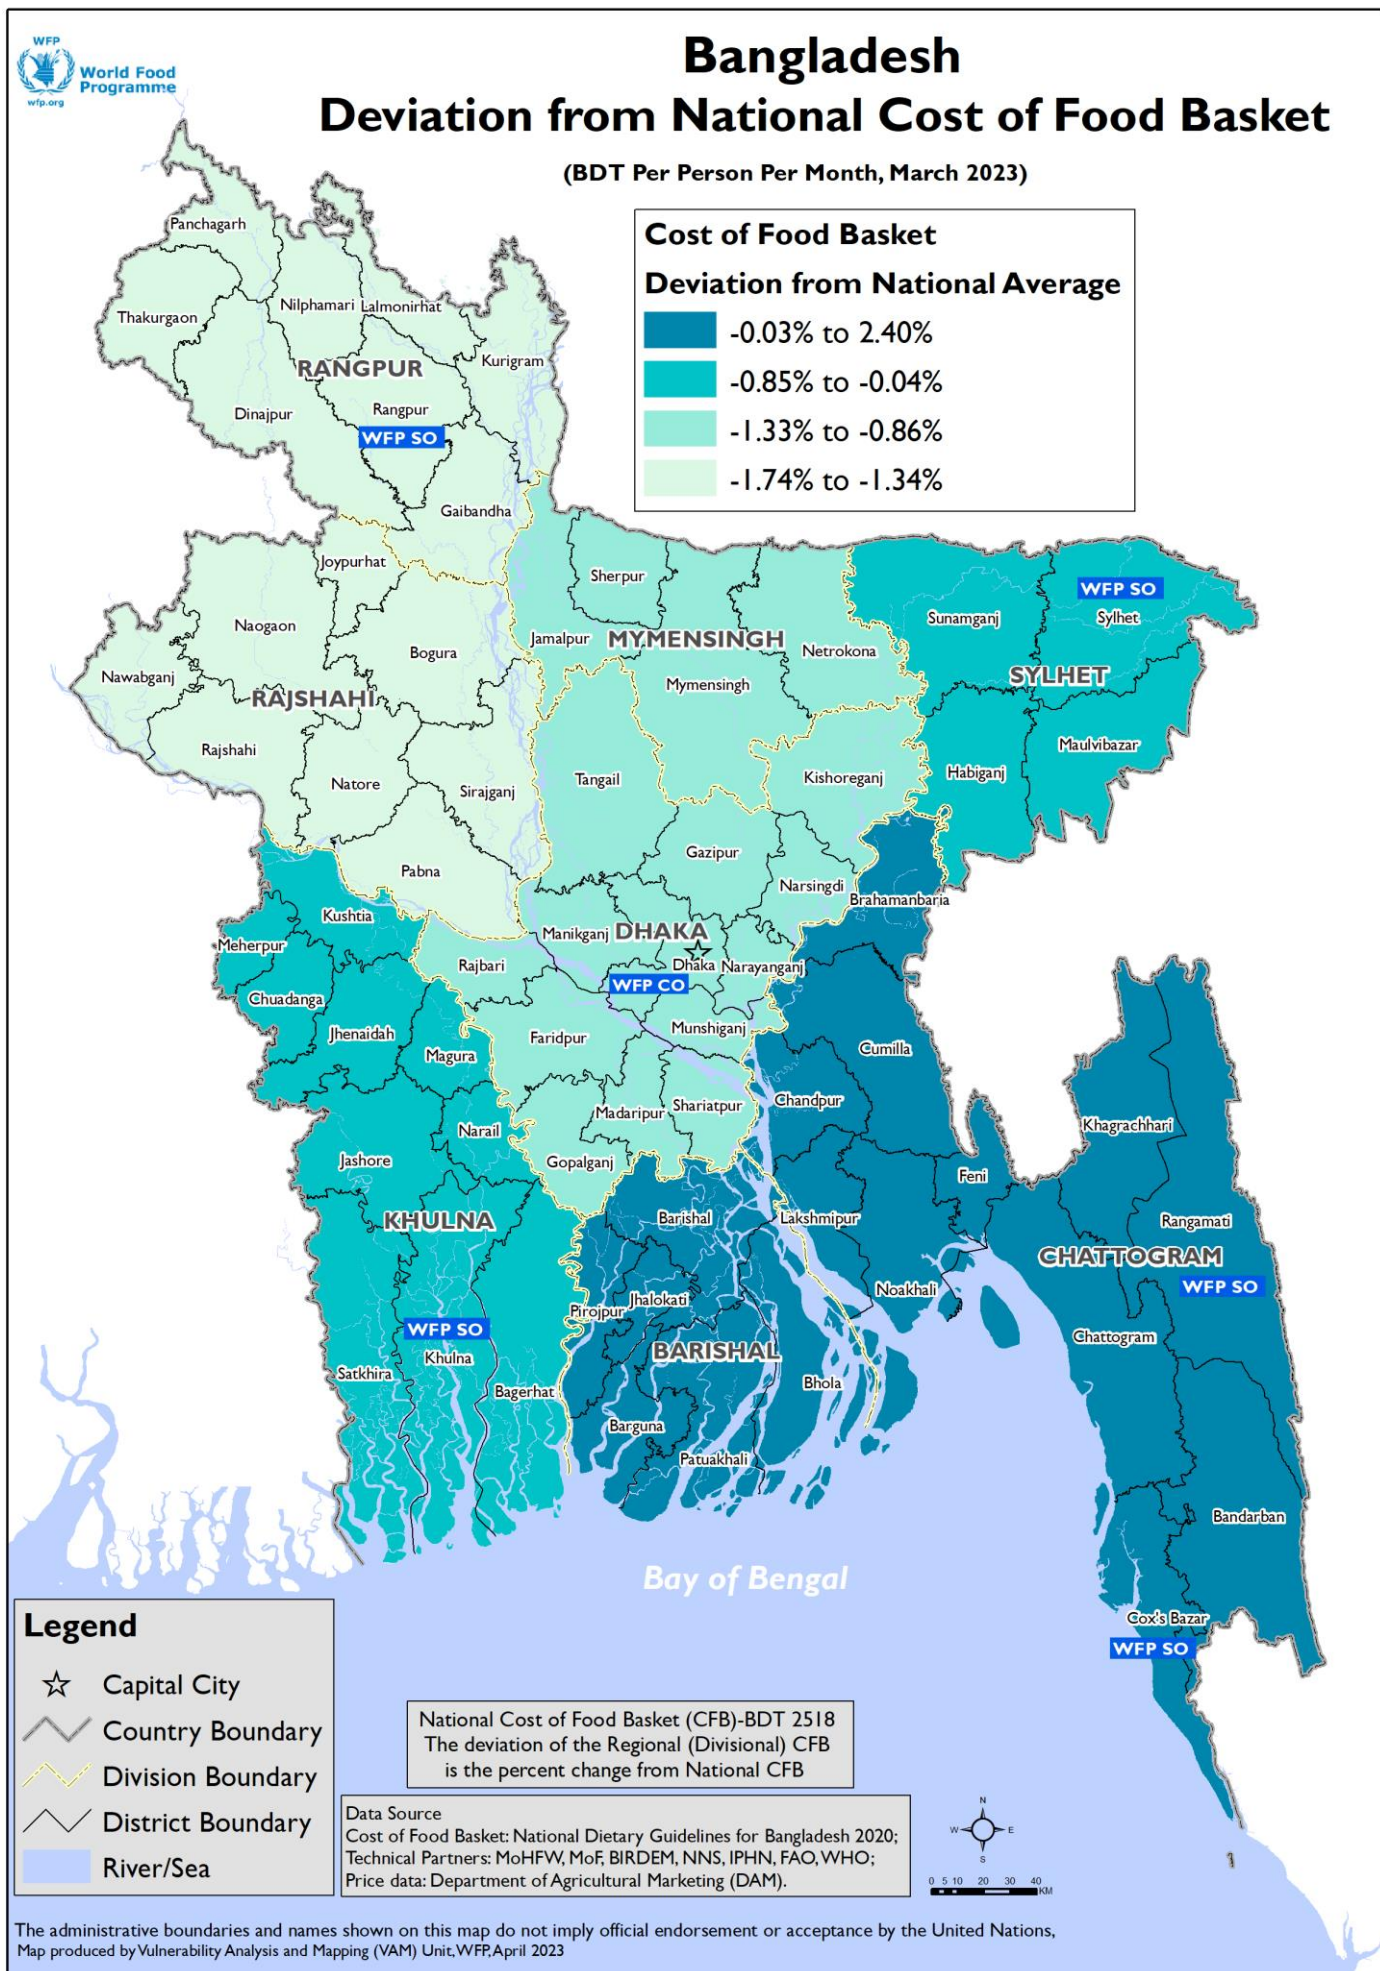 WFP
World Food
Programme
wfp.org
Bangladesh
Deviation from National Cost of Food Basket
(BDT Per Person Per Month, March 2023)
Cost of Food Basket
Deviation from National Average
-0.03% to 2.40%
-0.85% to -0.04%
-1.33% to -0.86%
-1.74% to -1.34%
Panchagarh
Thakurgaon
Nilphamari
Lalmonirhat
Kurigram
RANGPUR
Dinajpur
Rangpur
WFP SO
Gaibandha
Joypurhat
Naogaon
Bogura
Nawabganj
RAJSHAHI
Rajshahi
Natore
Sirajganj
Pabna
Sherpur
Jamalpur
MYMENSINGH
Netrokona
Mymensingh
Sunamganj
WFP SO
Sylhet
SYLHET
Maulvibazar
Habiganj
Tangail
Kishoreganj
Gazipur
Narsingdi
Brahamanbaria
Manikganj
DHAKA
Dhaka
Narayanganj
WFP CO
Rajbari
Munshiganj
Faridpur
Madaripur
Shariatpur
Gopalganj
Kushtia
Meherpur
Chuadanga
Jhenaidah
Magura
Narail
Jashore
KHULNA
WFP SO
Khulna
Satkhira
Bagerhat
Cumilla
Chandpur
Feni
Lakshmipur
Noakhali
Khagrachhari
Rangamati
CHATTOGRAM
WFP SO
Chattogram
Bandarban
Cox's Bazar
WFP SO
Barishal
Jhalokati
Pirojpur
BARISHAL
Bhola
Barguna
Patuakhali
Bay of Bengal
Legend
Capital City
Country Boundary
Division Boundary
District Boundary
River/Sea
National Cost of Food Basket (CFB)-BDT 2518
The deviation of the Regional (Divisional) CFB
is the percent change from National CFB
Data Source
Cost of Food Basket: National Dietary Guidelines for Bangladesh 2020;
Technical Partners: MoHFW, MoF, BIRDEM, NNS, IPHN, FAO, WHO;
Price data: Department of Agricultural Marketing (DAM).
N
W E
S
0 5 10 20 30 40
KM
The administrative boundaries and names shown on this map do not imply official endorsement or acceptance by the United Nations,
Map produced by Vulnerability Analysis and Mapping (VAM) Unit, WFP, April 2023